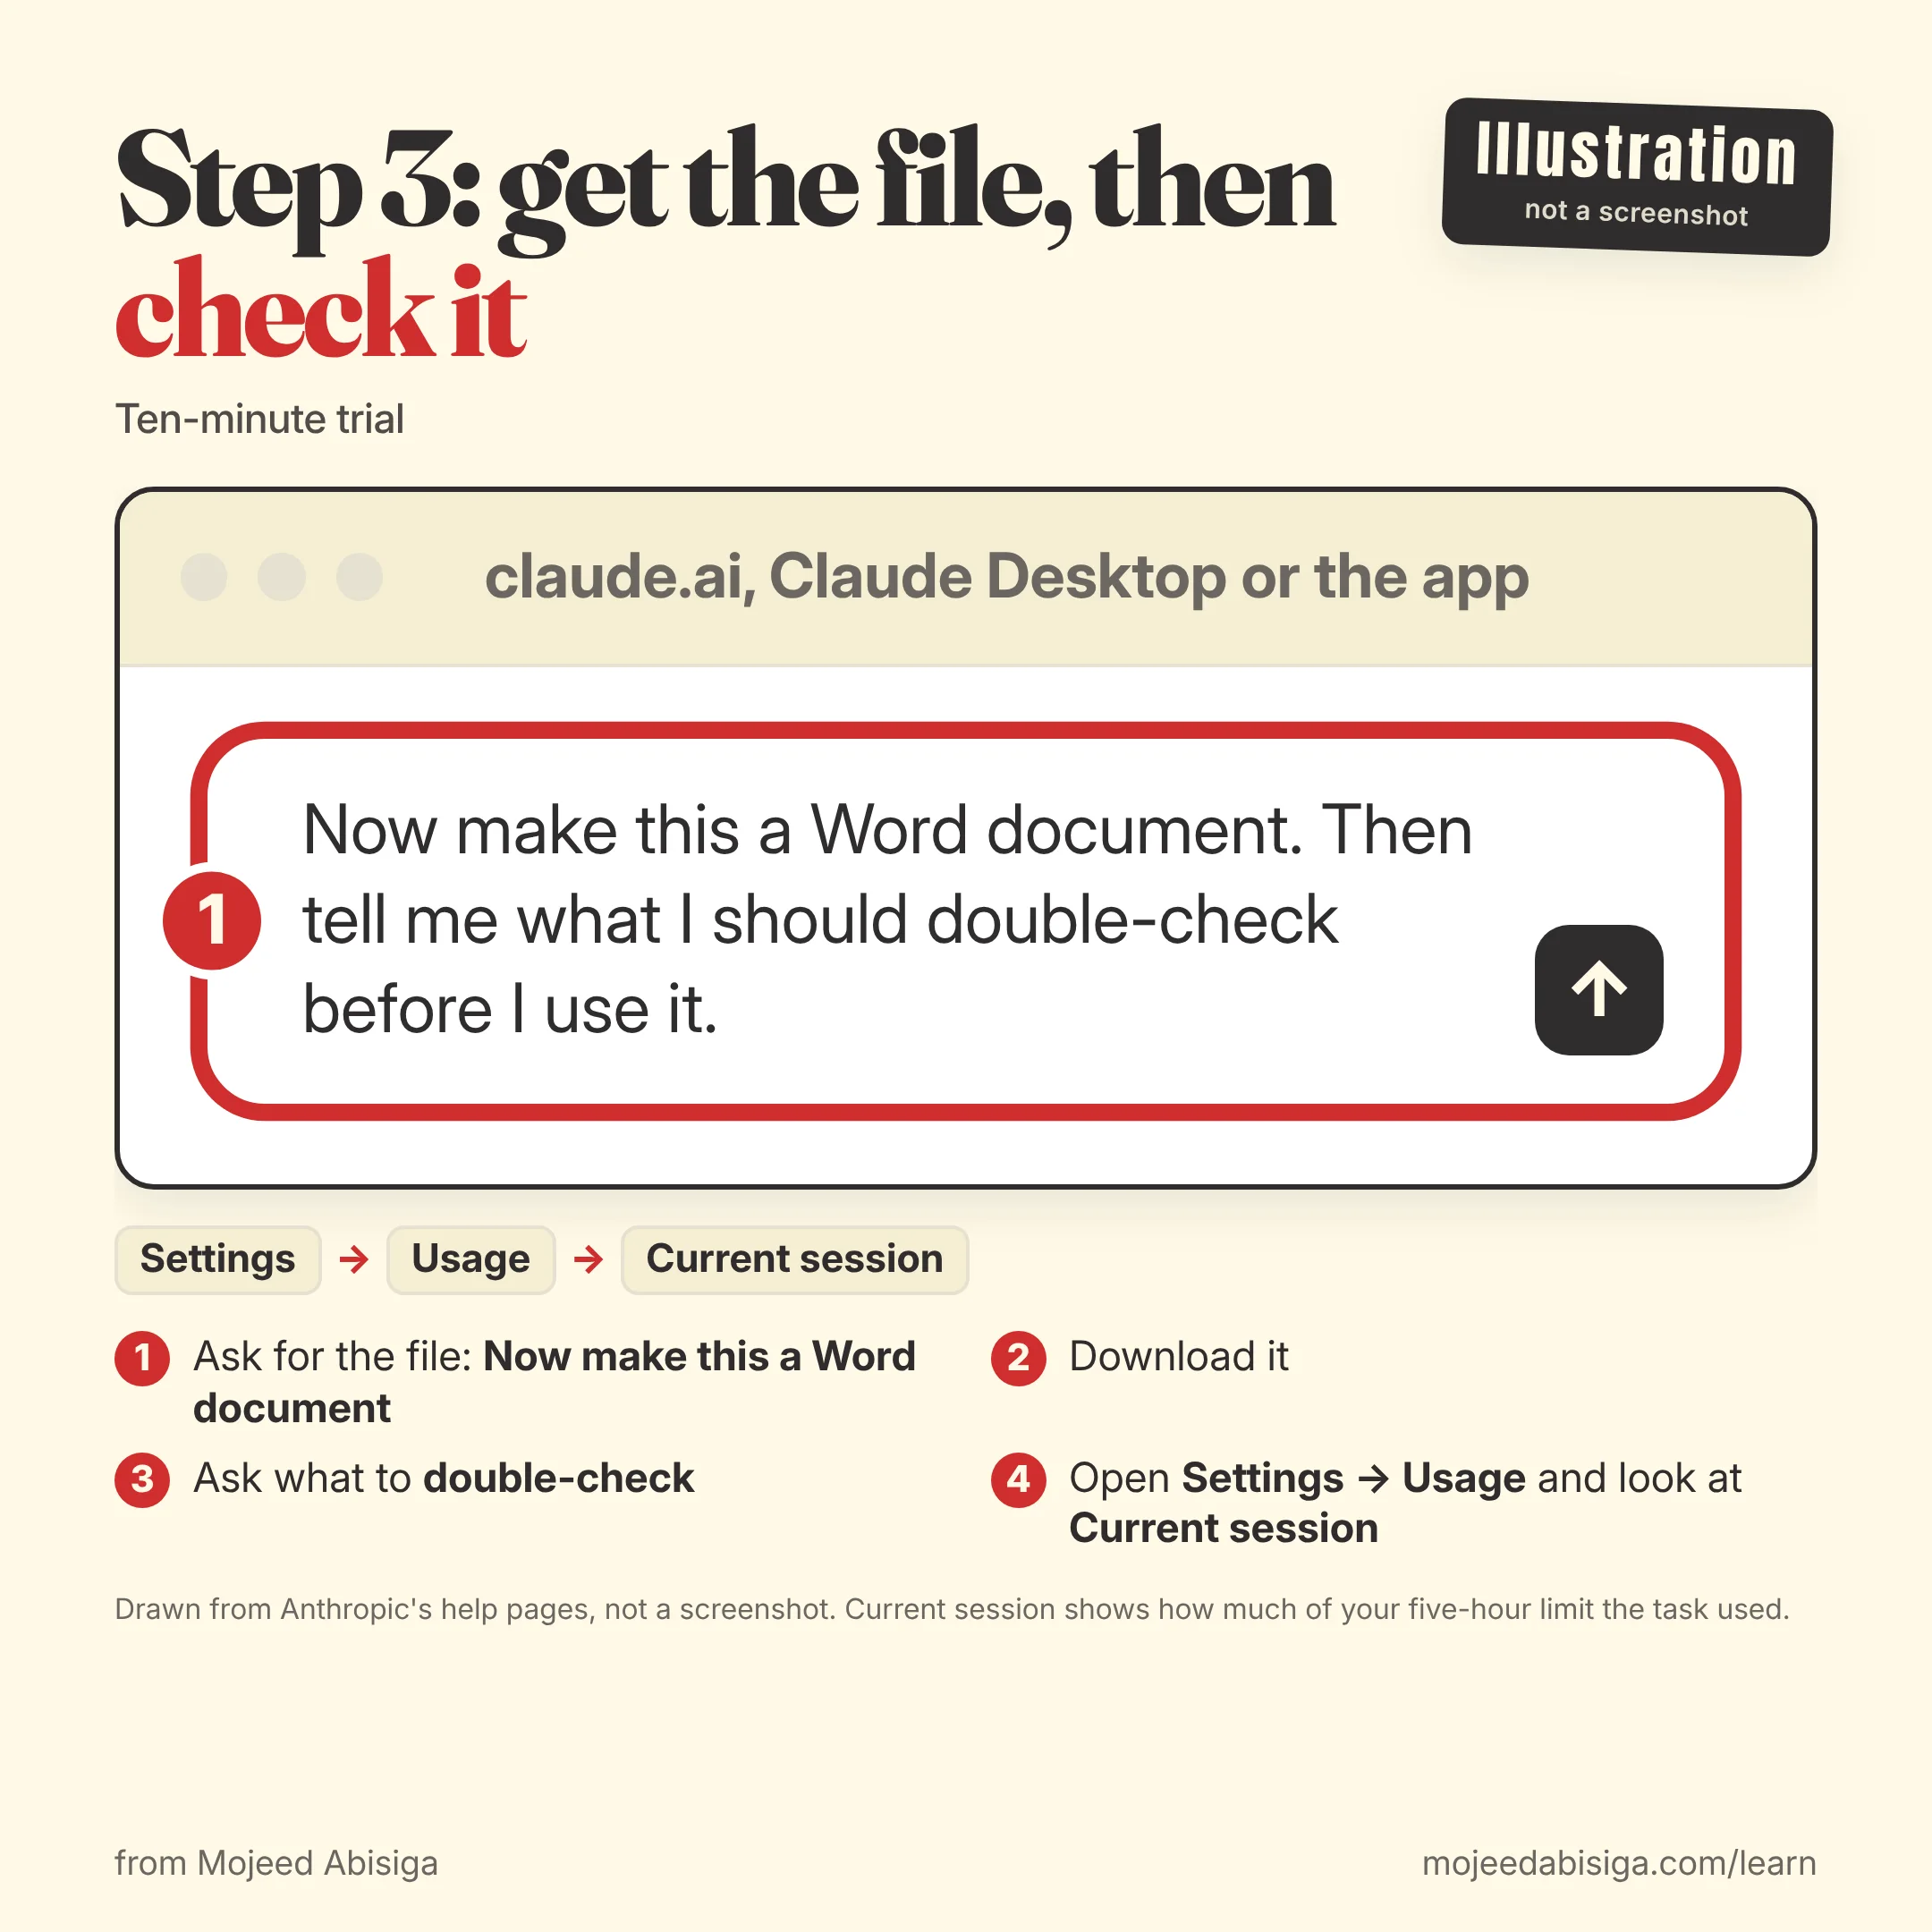 Step 3: get the file, then
check it
Illustration
not a screenshot
Ten-minute trial
claude.ai, Claude Desktop or the app
1
Now make this a Word document. Then
tell me what I should double-check
before I use it.
Settings → Usage → Current session
1 Ask for the file: Now make this a Word
document
2 Download it
3 Ask what to double-check
4 Open Settings → Usage and look at
Current session
Drawn from Anthropic's help pages, not a screenshot. Current session shows how much of your five-hour limit the task used.
from Mojeed Abisiga
mojeedabisiga.com/learn